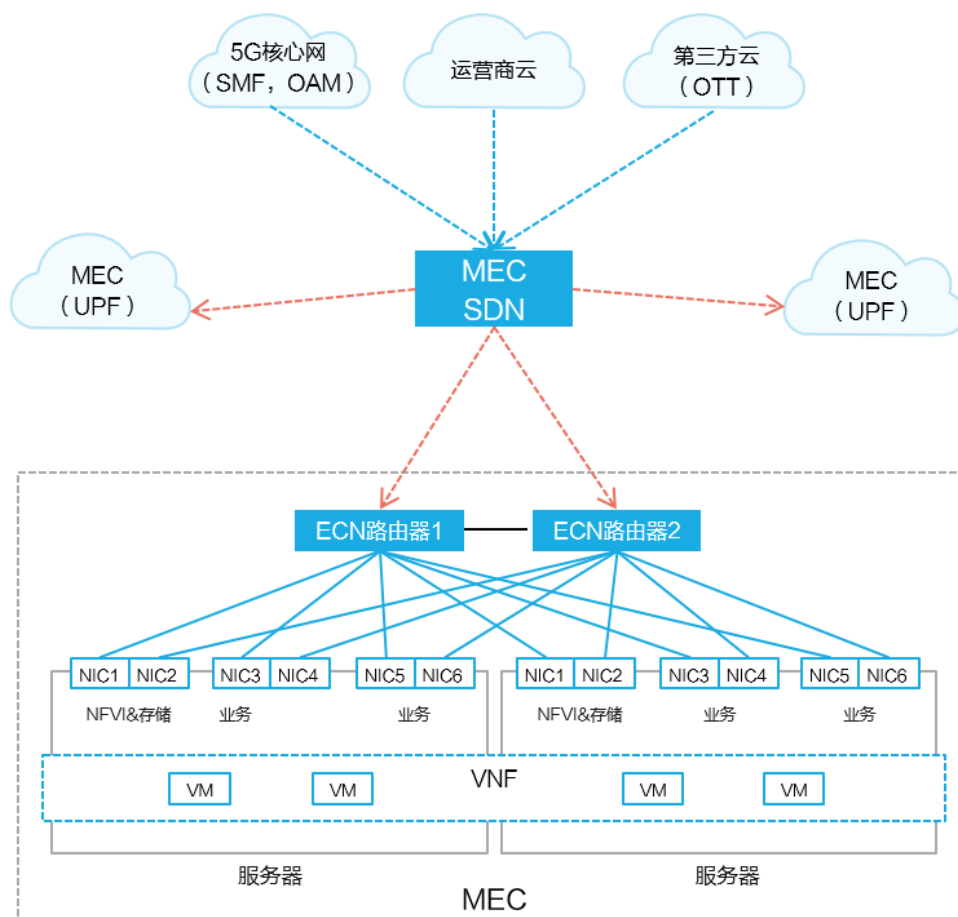 5G核心网
（SMF，OAM）
运营商云
第三方云
（OTT）
MEC
（UPF）
MEC
SDN
MEC
（UPF）
ECN路由器1
ECN路由器2
NIC1 NIC2 NIC3 NIC4 NIC5 NIC6 NIC1 NIC2 NIC3 NIC4 NIC5 NIC6
NFVI&存储 业务 业务 NFVI&存储 业务 业务
VNF
VM VM VM VM
服务器 服务器
MEC